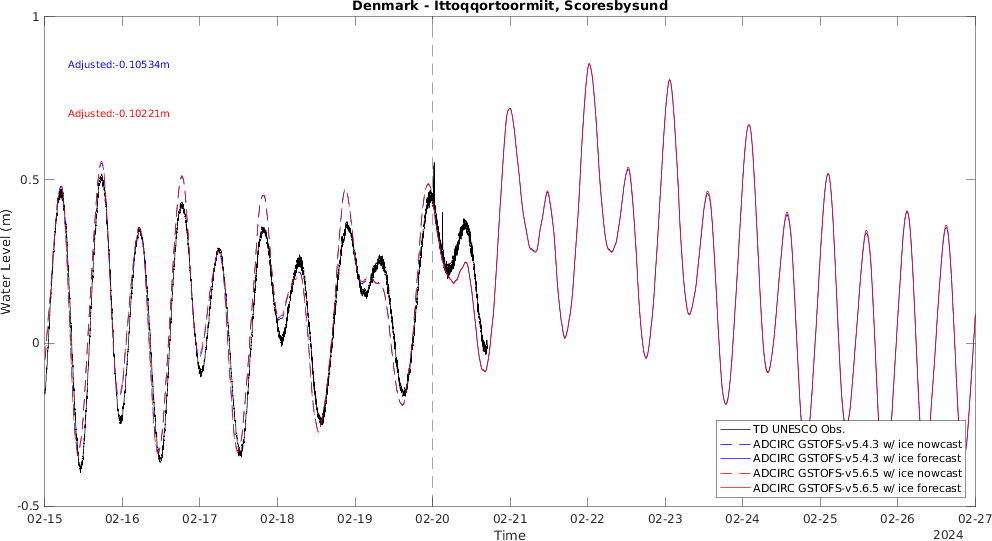 Denmark - Ittoqqortoormiit, Scoresbysund
Adjusted:-0.10534m
Adjusted:-0.10221m
Water Level (m)
1
0.5
0
-0.5
TD UNESCO Obs.
ADCIRC GSTOFS-v5.4.3 w/ ice nowcast
ADCIRC GSTOFS-v5.4.3 w/ ice forecast
ADCIRC GSTOFS-v5.6.5 w/ ice nowcast
ADCIRC GSTOFS-v5.6.5 w/ ice forecast
02-15 02-16 02-17 02-18 02-19 02-20 02-21 02-22 02-23 02-24 02-25 02-26 02-27
Time
2024